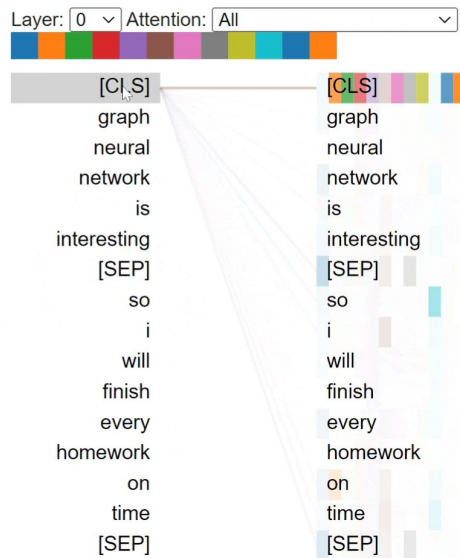 Layer: 0 Attention: All
[CLS] [CLS]
graph graph
neural neural
network network
is is
interesting interesting
[SEP] [SEP]
so so
i i
will will
finish finish
every every
homework homework
on on
time time
[SEP] [SEP]